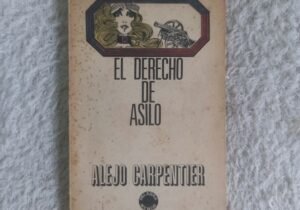 EL DERECHO
DE
ASILO
ALEJO CARPENTIER